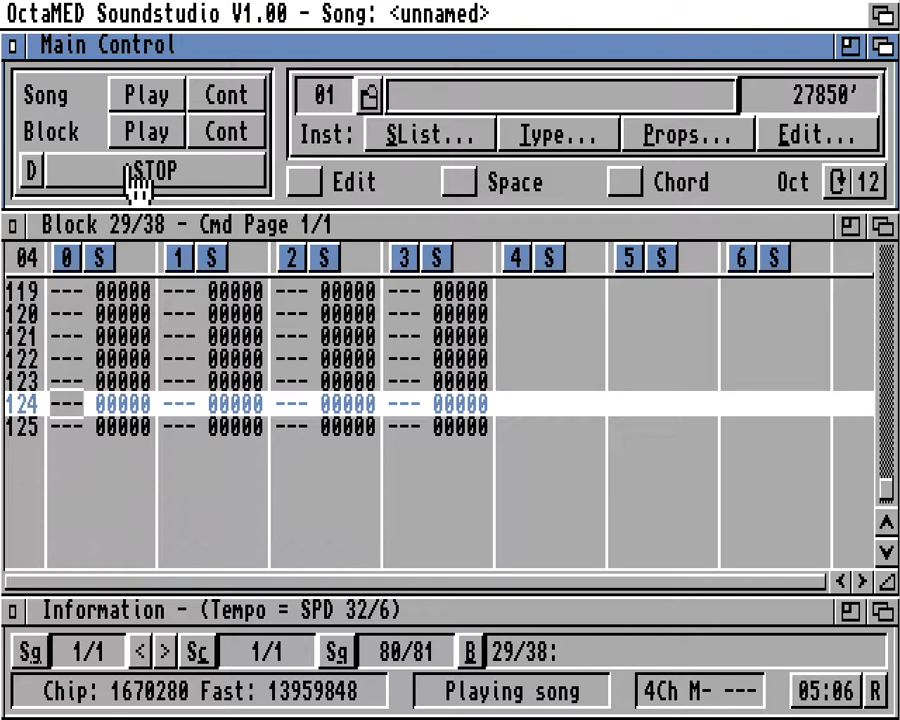 OctaMED Soundstudio V1.00 - Song: <unnamed>
Main Control
Song Play Cont 01 27850'
Block Play Cont Inst: SList... Type... Props... Edit...
D STOP Edit Space Chord Oct 12
Block 29/38 - Cmd Page 1/1
04 0 S 1 S 2 S 3 S 4 S 5 S 6 S
119 --- 00000 --- 00000 --- 00000 --- 00000
120 --- 00000 --- 00000 --- 00000 --- 00000
121 --- 00000 --- 00000 --- 00000 --- 00000
122 --- 00000 --- 00000 --- 00000 --- 00000
123 --- 00000 --- 00000 --- 00000 --- 00000
124 --- 00000 --- 00000 --- 00000 --- 00000
125 --- 00000 --- 00000 --- 00000 --- 00000
Information - (Tempo = SPD 32/6)
Sg 1/1 < > Sc 1/1 Sq 80/81 B 29/38:
Chip: 1670280 Fast: 13959848 Playing song 4Ch M- --- 05:06 R